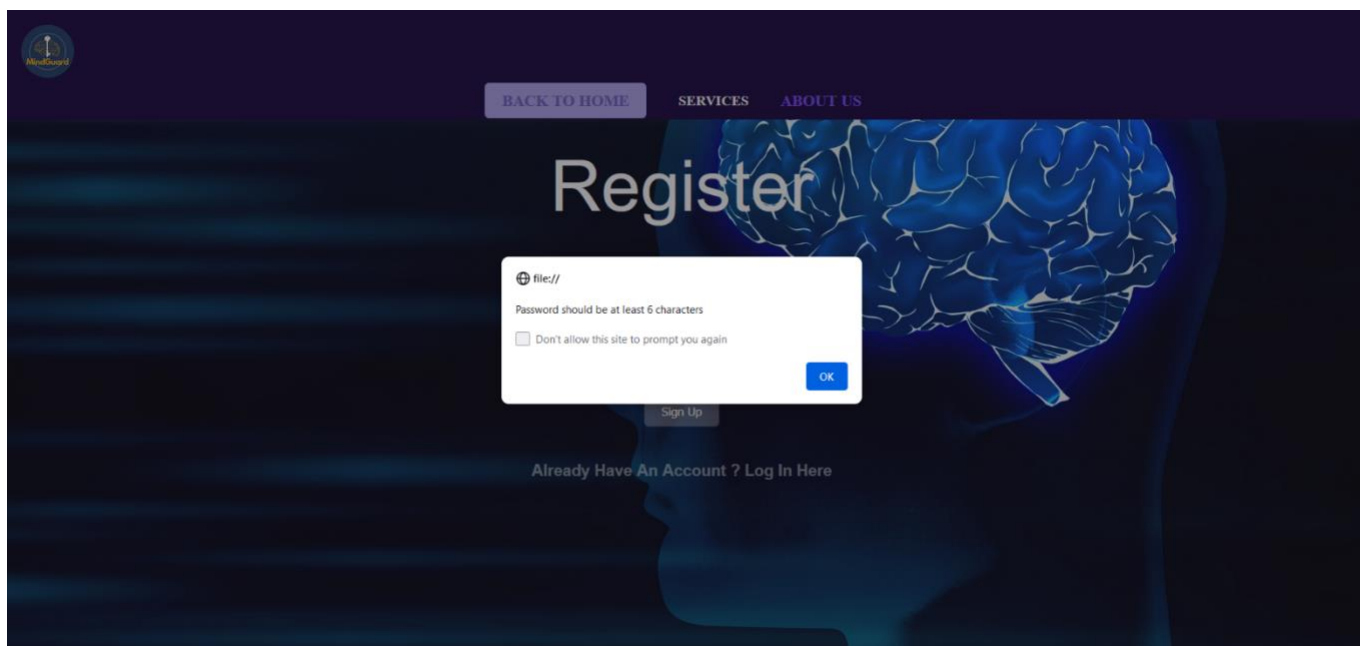 MindGuard
BACK TO HOME SERVICES ABOUT US
Register
file://
Password should be at least 6 characters
Don't allow this site to prompt you again
OK
Sign Up
Already Have An Account ? Log In Here